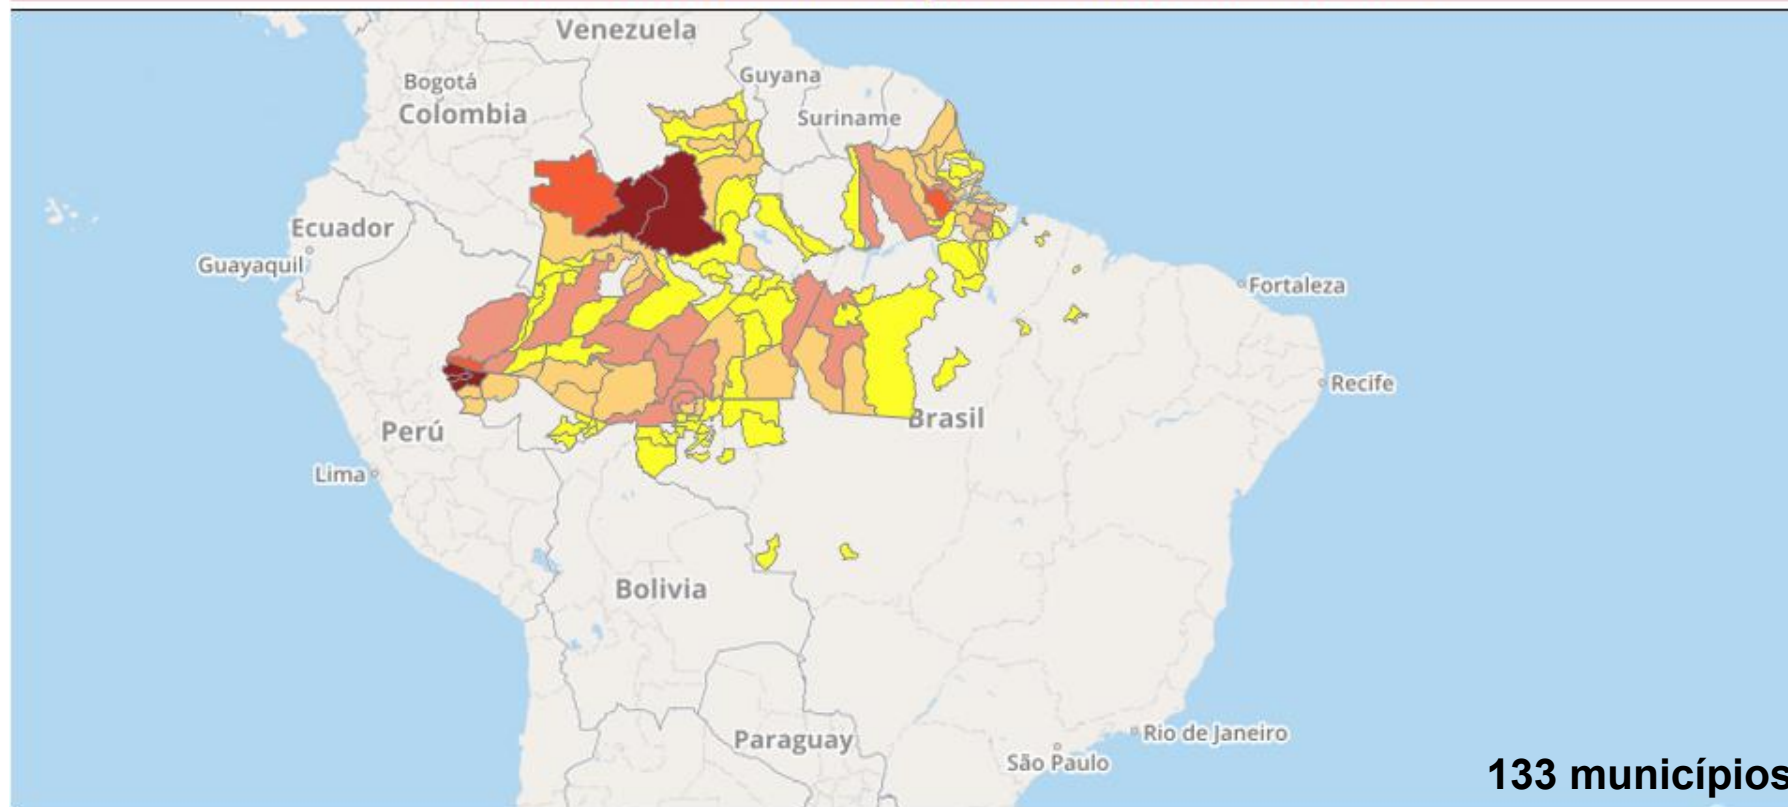 Venezuela
Bogotá
Guyana
Colombia
Suriname
Ecuador
Guayaquil
Fortaleza
Recife
Brasil
Perú
Lima
Bolivia
Rio de Janeiro
Paraguay
São Paulo
133 municípios